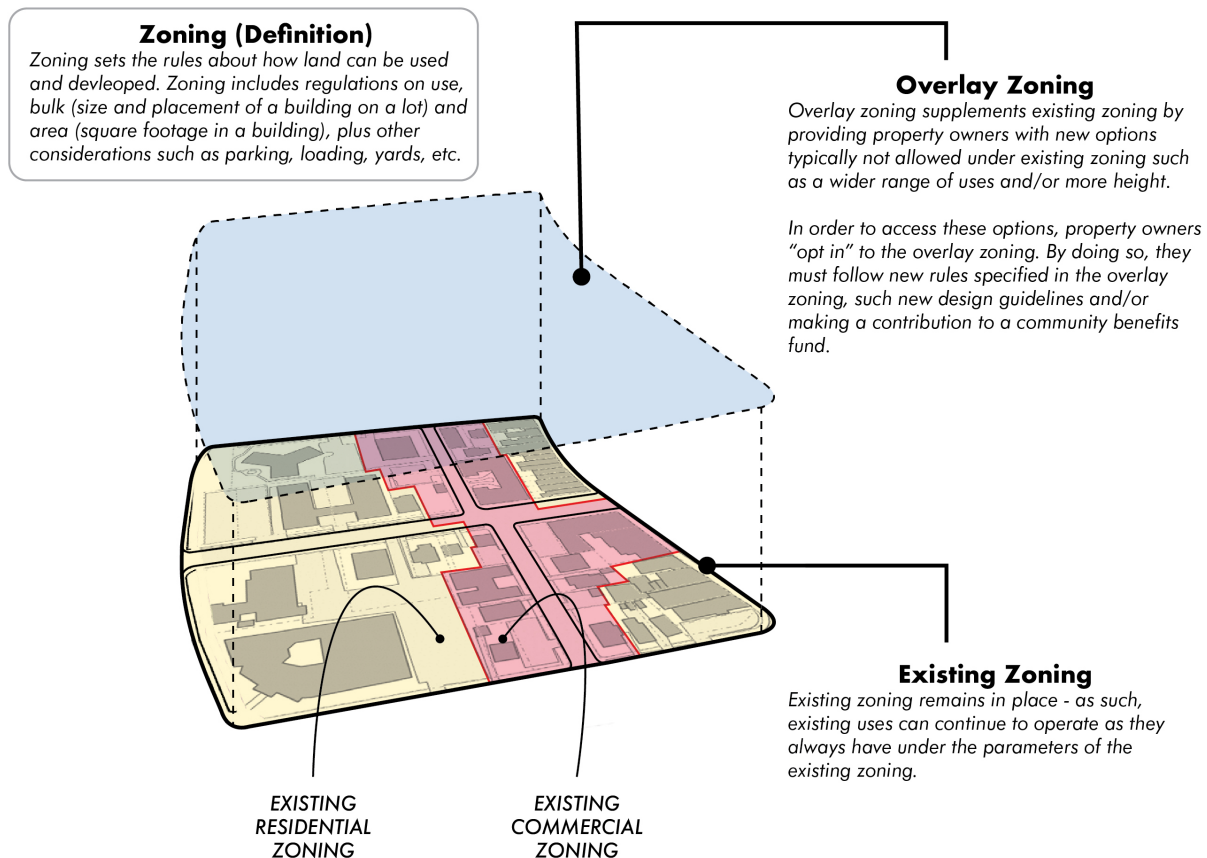 Zoning (Definition)
Zoning sets the rules about how land can be used
and devleoped. Zoning includes regulations on use,
bulk (size and placement of a building on a lot) and
area (square footage in a building), plus other
considerations such as parking, loading, yards, etc.
Overlay Zoning
Overlay zoning supplements existing zoning by
providing property owners with new options
typically not allowed under existing zoning such
as a wider range of uses and/or more height.
In order to access these options, property owners
“opt in” to the overlay zoning. By doing so, they
must follow new rules specified in the overlay
zoning, such new design guidelines and/or
making a contribution to a community benefits
fund.
Existing Zoning
Existing zoning remains in place - as such,
existing uses can continue to operate as they
always have under the parameters of the
existing zoning.
EXISTING
RESIDENTIAL
ZONING
EXISTING
COMMERCIAL
ZONING